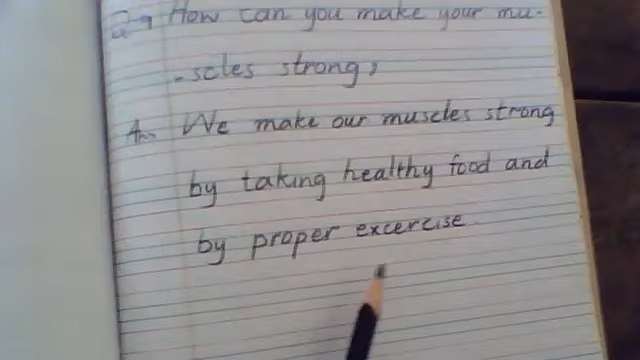 Q-9 How can you make your mu-
-scles strong,
An. We make our muscles strong
by taking healthy food and
by proper excercise.